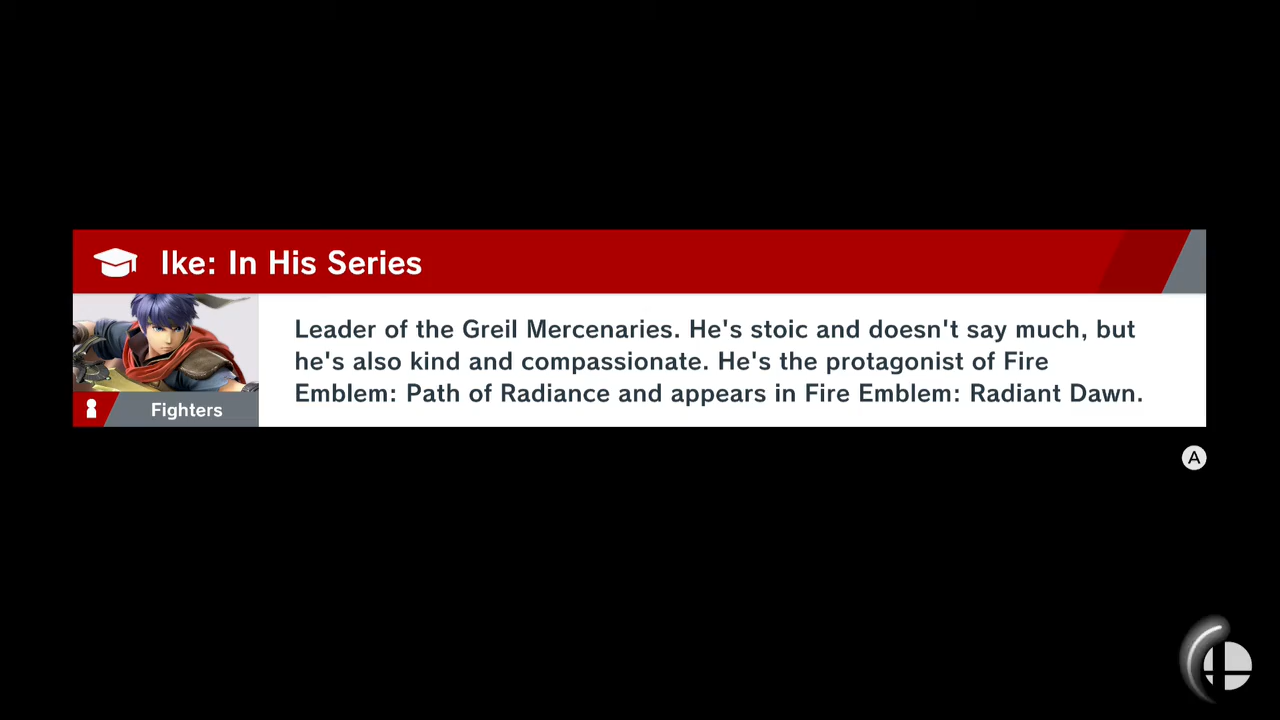 Ike: In His Series
Leader of the Greil Mercenaries. He's stoic and doesn't say much, but
he's also kind and compassionate. He's the protagonist of Fire
Emblem: Path of Radiance and appears in Fire Emblem: Radiant Dawn.
Fighters
A